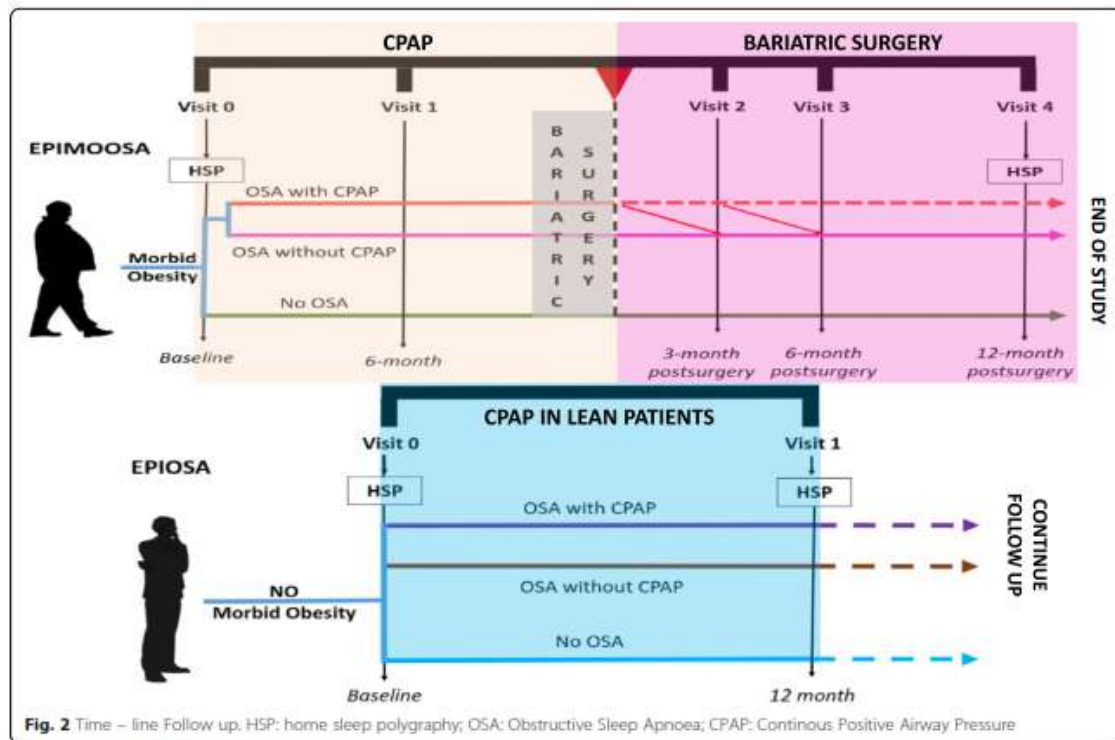 CPAP
BARIATRIC SURGERY
Visit 0
Visit 1
Visit 2
Visit 3
Visit 4
EPIMOOSA
HSP
HSP
BARIATRIC
SURGERY
OSA with CPAP
OSA without CPAP
Morbid
Obesity
No OSA
END OF STUDY
Baseline
6-month
3-month
postsurgery
6-month
postsurgery
12-month
postsurgery
CPAP IN LEAN PATIENTS
Visit 0
Visit 1
EPIOSA
HSP
HSP
OSA with CPAP
OSA without CPAP
NO
Morbid Obesity
No OSA
CONTINUE
FOLLOW UP
Baseline
12 month
Fig. 2 Time – line Follow up. HSP: home sleep polygraphy; OSA: Obstructive Sleep Apnoea; CPAP: Continous Positive Airway Pressure